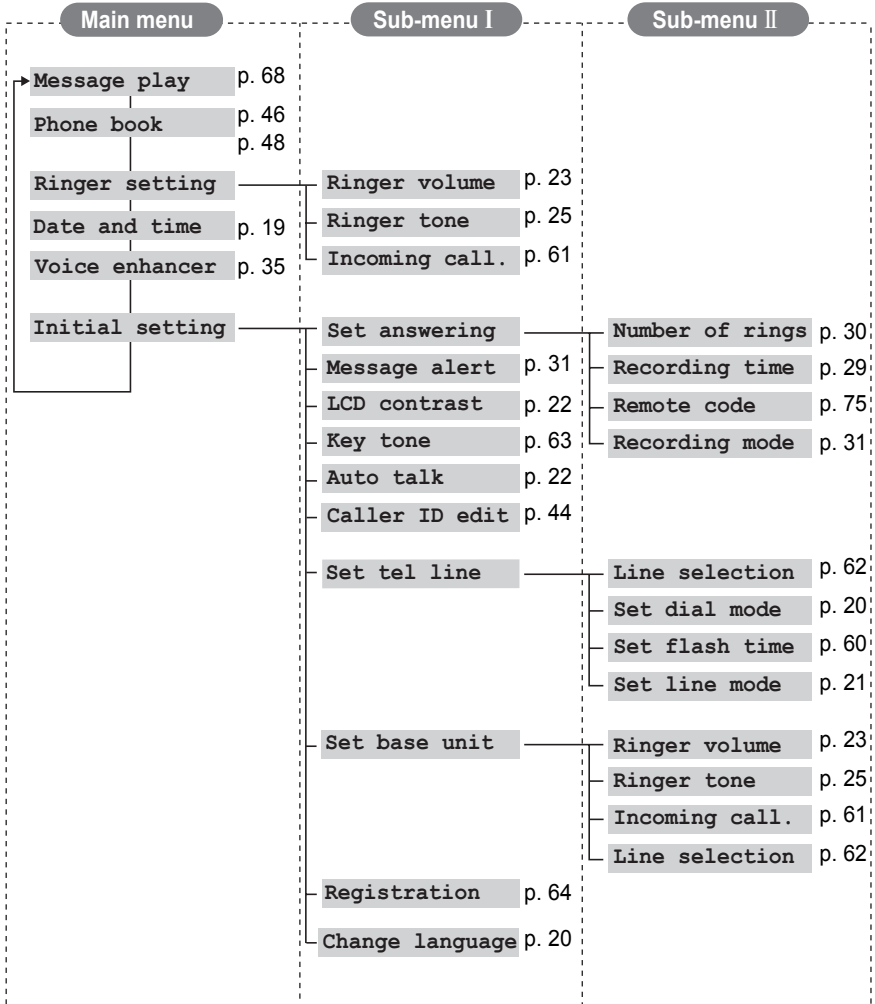 Main menu Sub-menu Ⅰ Sub-menu Ⅱ
Message play p. 68
Phone book p. 46
p. 48
Ringer setting Ringer volume p. 23
Date and time p. 19 Ringer tone p. 25
Voice enhancer p. 35 Incoming call. p. 61
Initial setting Set answering Number of rings p. 30
Message alert p. 31 Recording time p. 29
LCD contrast p. 22 Remote code p. 75
Key tone p. 63 Recording mode p. 31
Auto talk p. 22
Caller ID edit p. 44
Set tel line Line selection p. 62
Set dial mode p. 20
Set flash time p. 60
Set line mode p. 21
Set base unit Ringer volume p. 23
Ringer tone p. 25
Incoming call. p. 61
Line selection p. 62
Registration p. 64
Change language p. 20